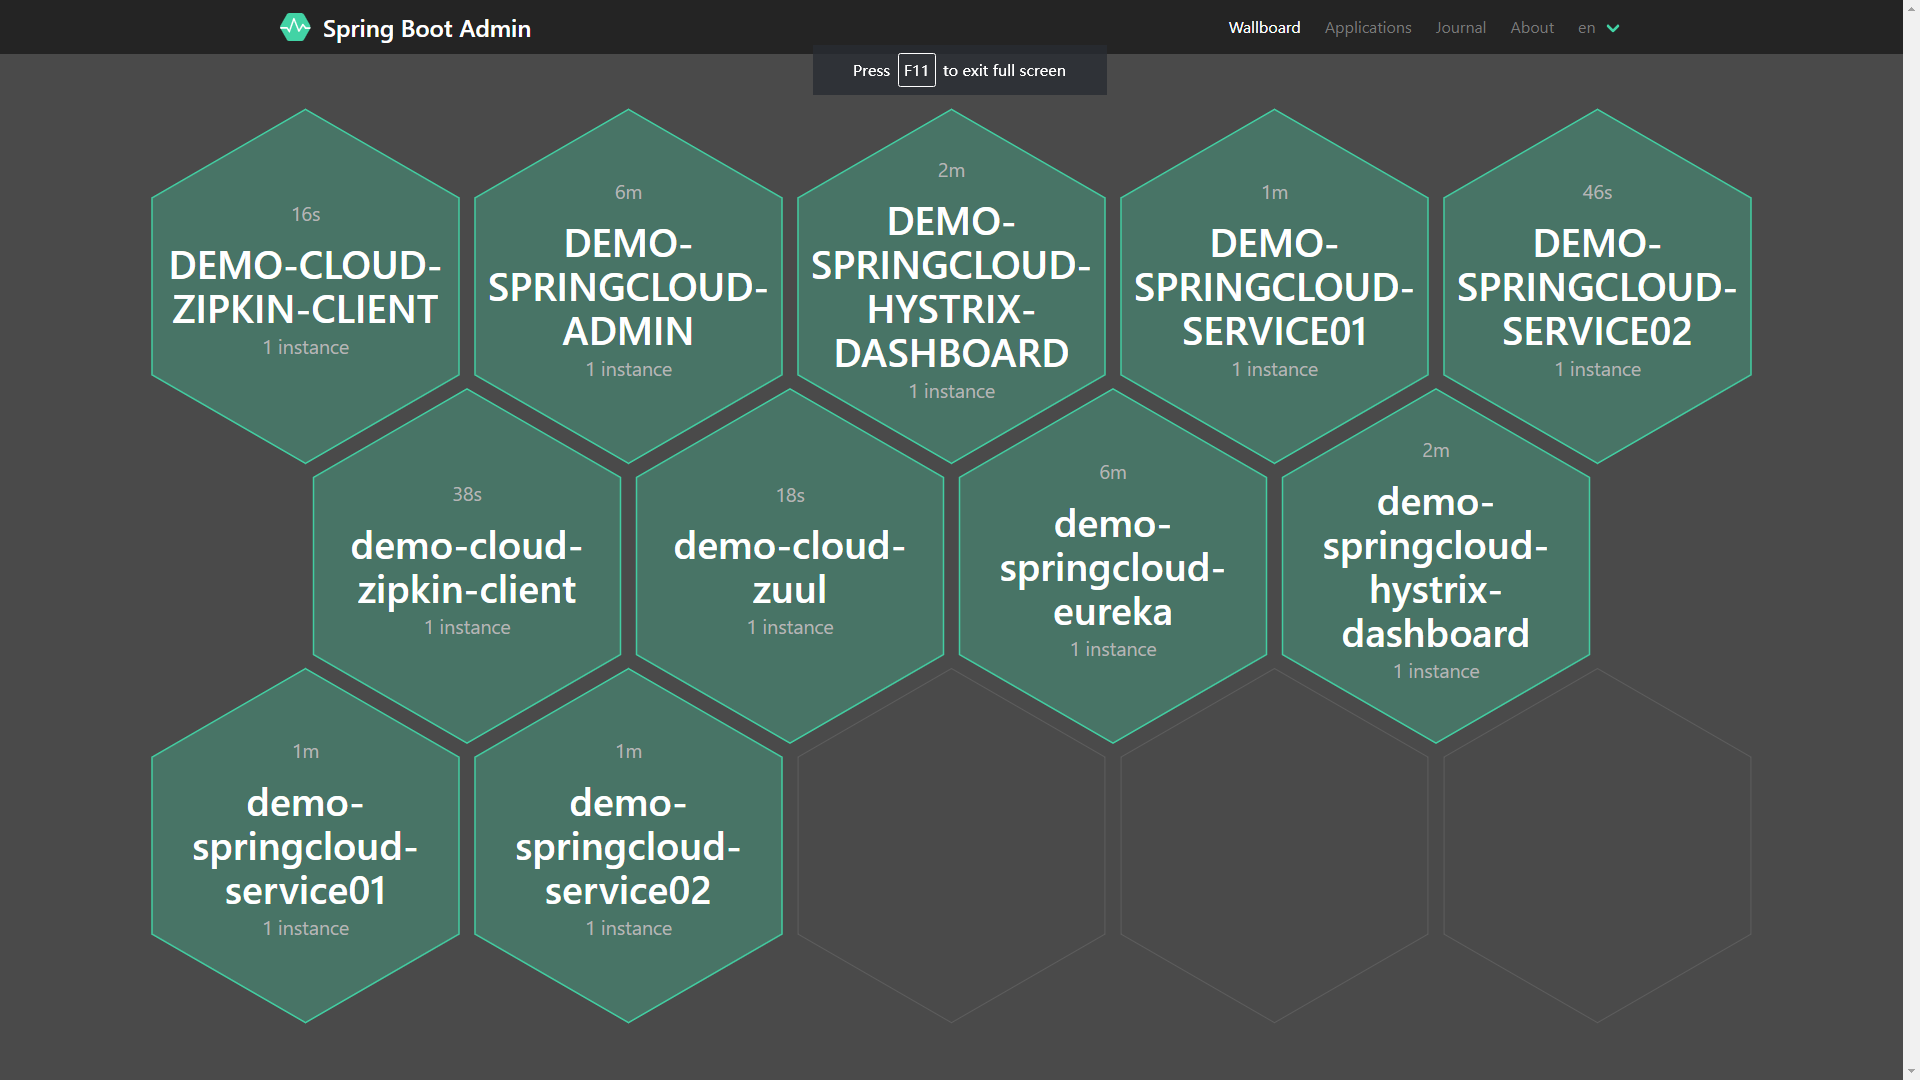 Spring Boot Admin
Wallboard Applications Journal About en
Press F11 to exit full screen
16s
DEMO-CLOUD-
ZIPKIN-CLIENT
1 instance
6m
DEMO-
SPRINGCLOUD-
ADMIN
1 instance
2m
DEMO-
SPRINGCLOUD-
HYSTRIX-
DASHBOARD
1 instance
1m
DEMO-
SPRINGCLOUD-
SERVICE01
1 instance
46s
DEMO-
SPRINGCLOUD-
SERVICE02
1 instance
38s
demo-cloud-
zipkin-client
1 instance
18s
demo-cloud-
zuul
1 instance
6m
demo-
springcloud-
eureka
1 instance
2m
demo-
springcloud-
hystrix-
dashboard
1 instance
1m
demo-
springcloud-
service01
1 instance
1m
demo-
springcloud-
service02
1 instance